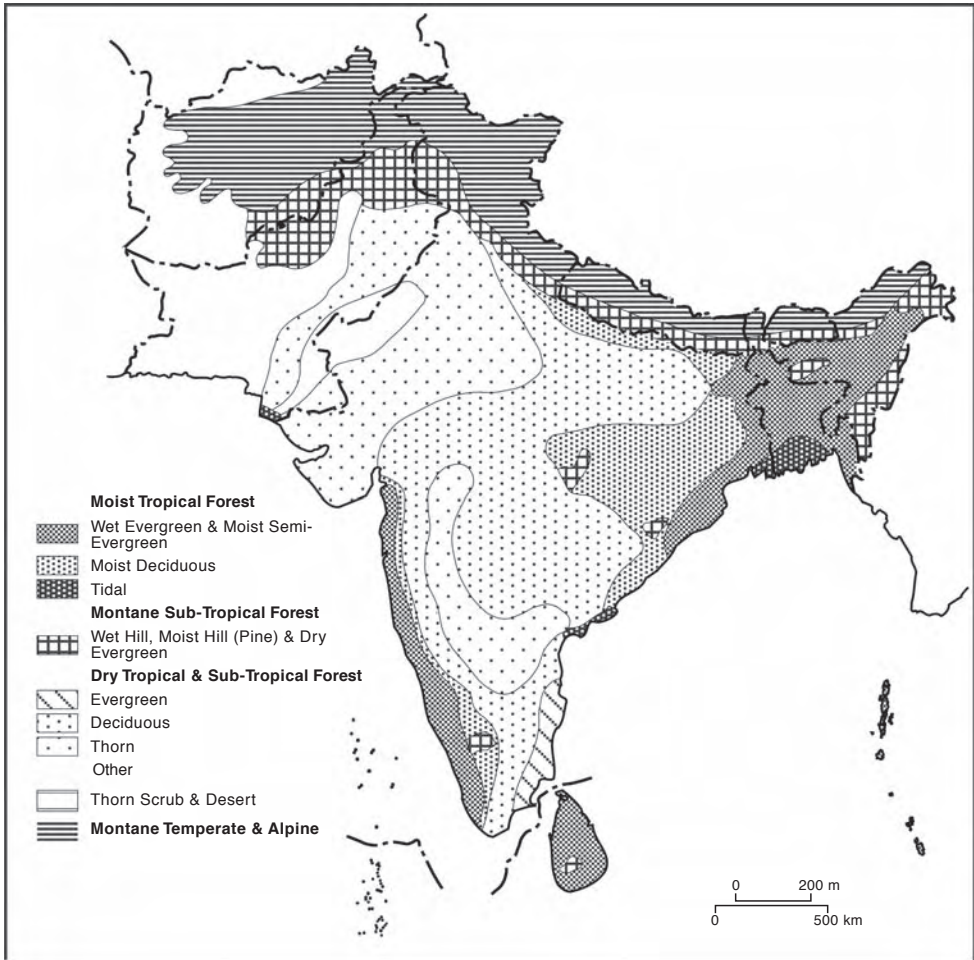 Moist Tropical Forest
Wet Evergreen & Moist Semi-
Evergreen
Moist Deciduous
Tidal
Montane Sub-Tropical Forest
Wet Hill, Moist Hill (Pine) & Dry
Evergreen
Dry Tropical & Sub-Tropical Forest
Evergreen
Deciduous
Thorn
Other
Thorn Scrub & Desert
Montane Temperate & Alpine
0 200 m
0 500 km